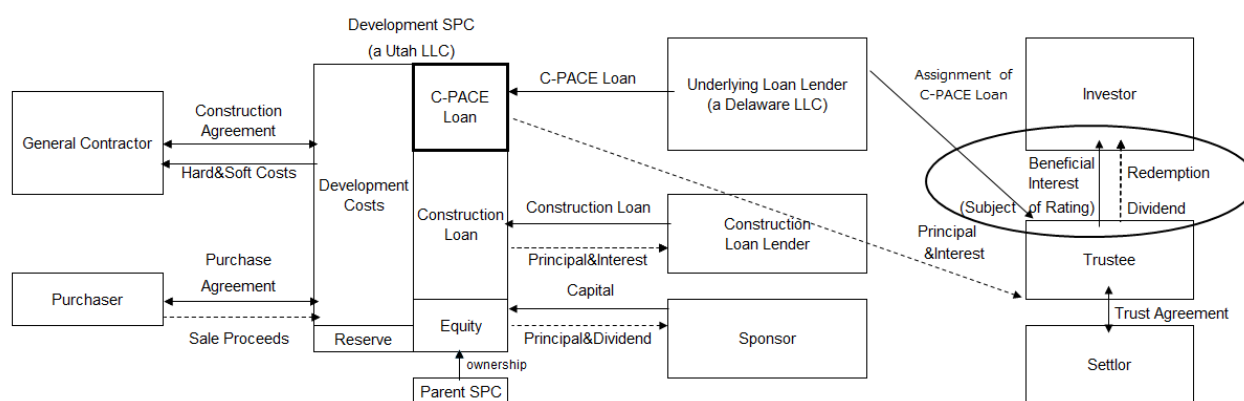 Development SPC
(a Utah LLC)
C-PACE Loan
Assignment of
C-PACE Loan
C-PACE
Loan
Underlying Loan Lender
(a Delaware LLC)
Investor
General Contractor
Construction
Agreement
Hard&Soft Costs
Development
Costs
Construction
Loan
Construction Loan
Principal&Interest
Construction
Loan Lender
Beneficial
Interest
Redemption
(Subject of Rating)
Dividend
Principal
&Interest
Trustee
Purchaser
Purchase
Agreement
Sale Proceeds
Capital
Equity
Principal&Dividend
Sponsor
Reserve
ownership
Parent SPC
Trust Agreement
Settlor